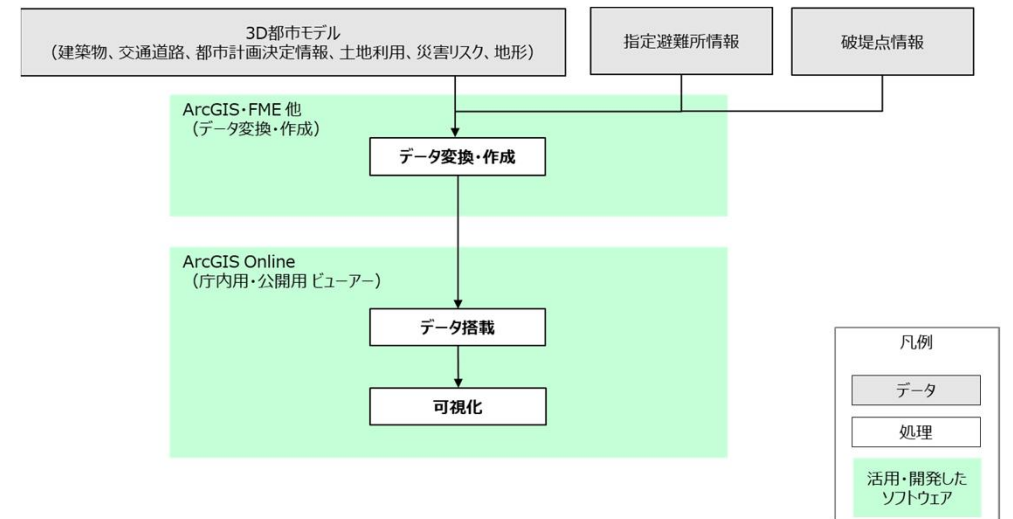 3D都市モデル
（建築物、交通道路、都市計画決定情報、土地利用、災害リスク、地形）
指定避難所情報
破堤点情報
ArcGIS・FME 他
（データ変換・作成）
データ変換・作成
ArcGIS Online
（庁内用・公開用 ビューアー）
データ搭載
可視化
凡例
データ
処理
活用・開発した
ソフトウェア